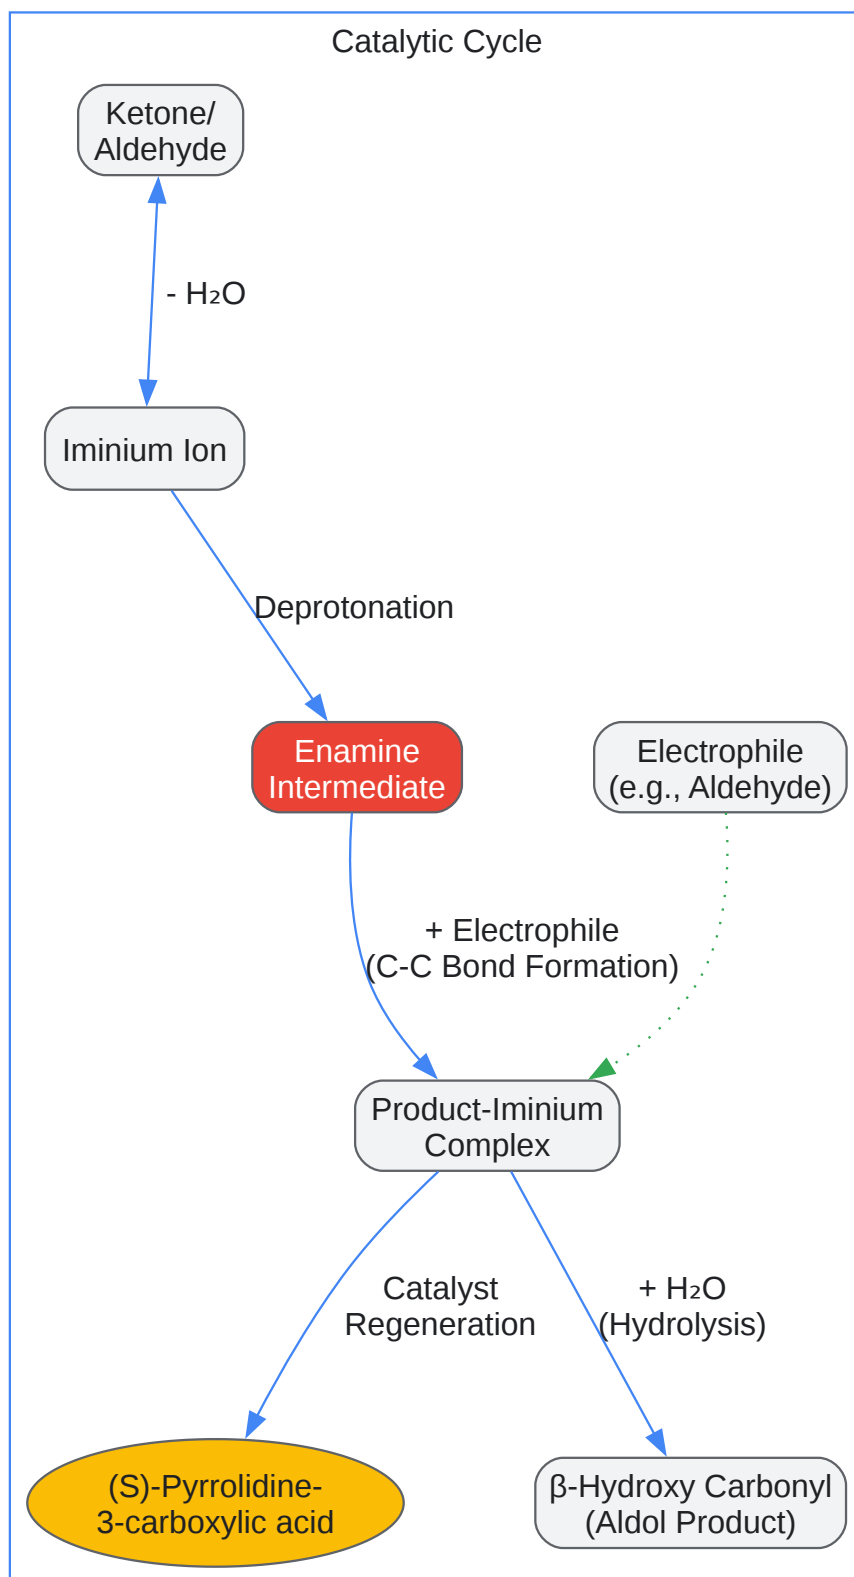 Catalytic Cycle
Ketone/
Aldehyde
- H₂O
Iminium Ion
Deprotonation
Enamine
Intermediate
Electrophile
(e.g., Aldehyde)
+ Electrophile
(C-C Bond Formation)
Product-Iminium
Complex
Catalyst
Regeneration
+ H₂O
(Hydrolysis)
(S)-Pyrrolidine-
3-carboxylic acid
β-Hydroxy Carbonyl
(Aldol Product)